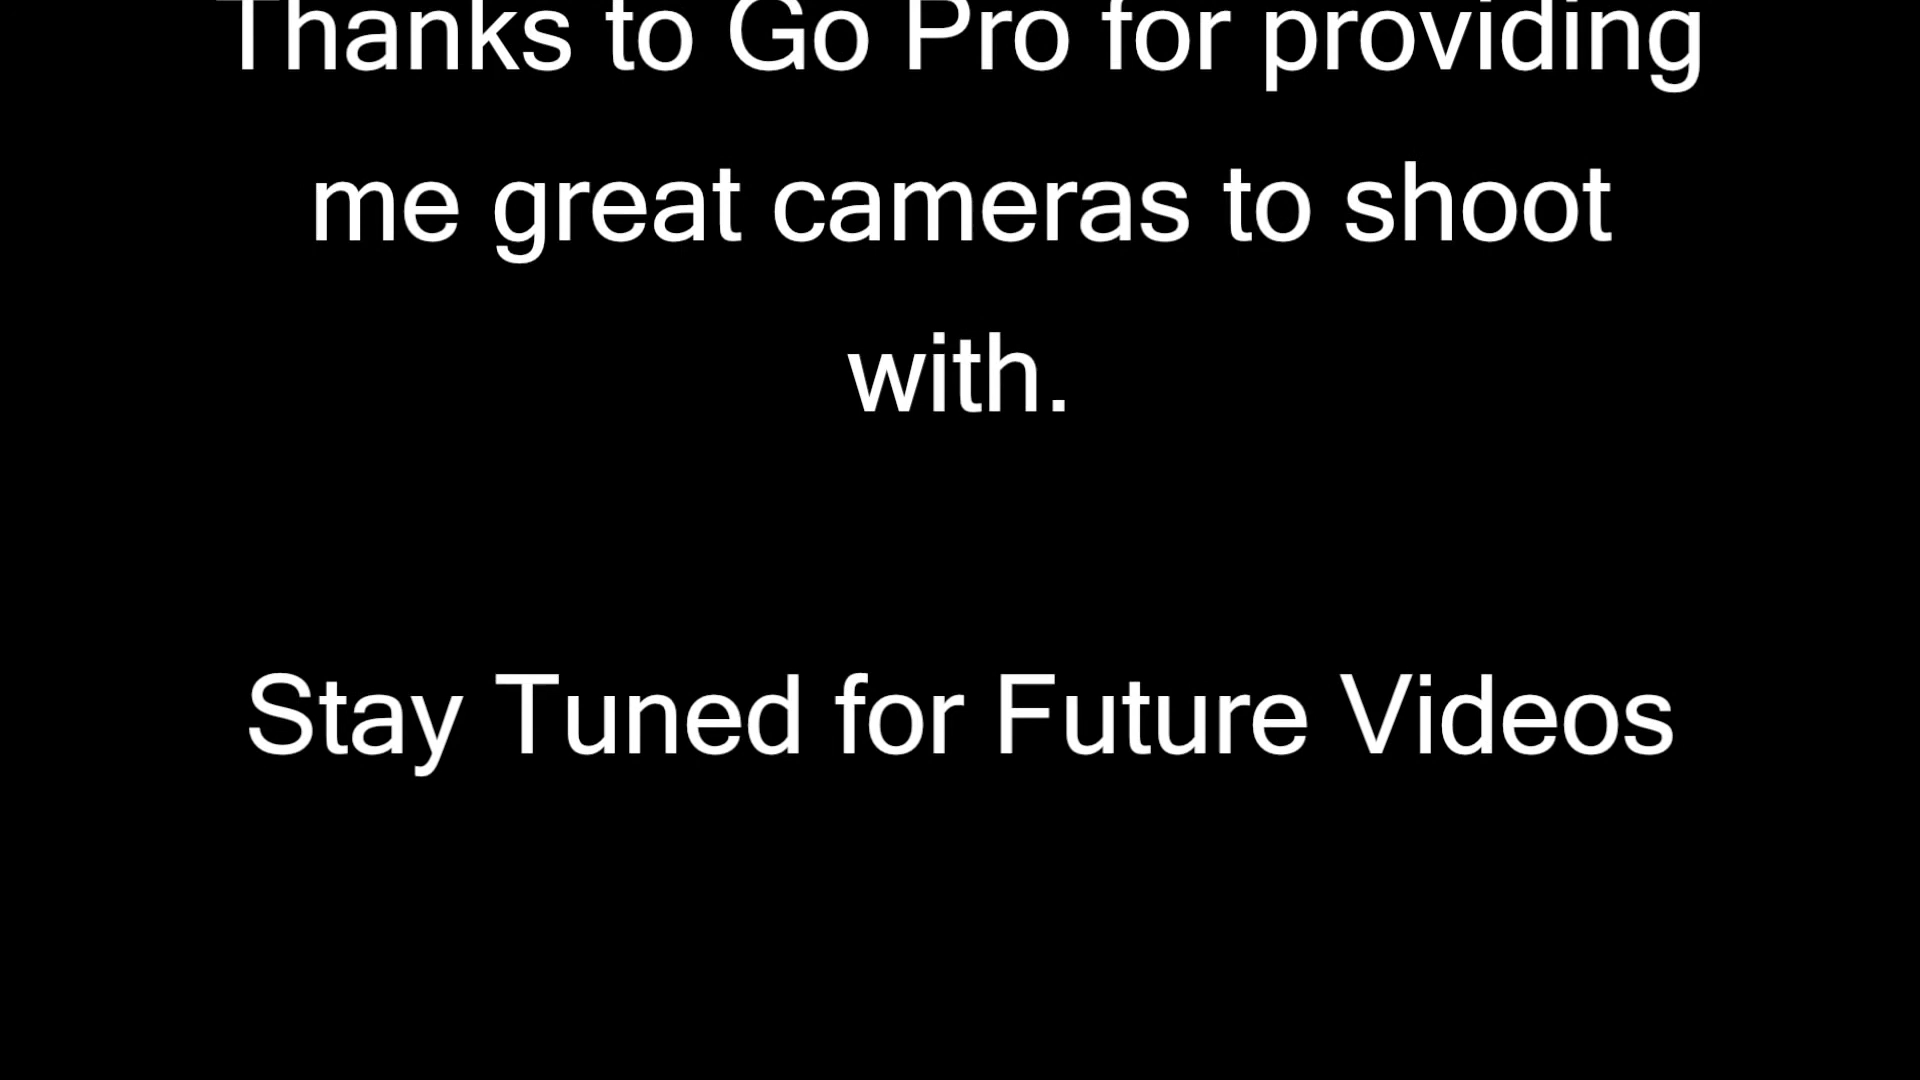 Thanks to Go Pro for providing
me great cameras to shoot
with.
Stay Tuned for Future Videos